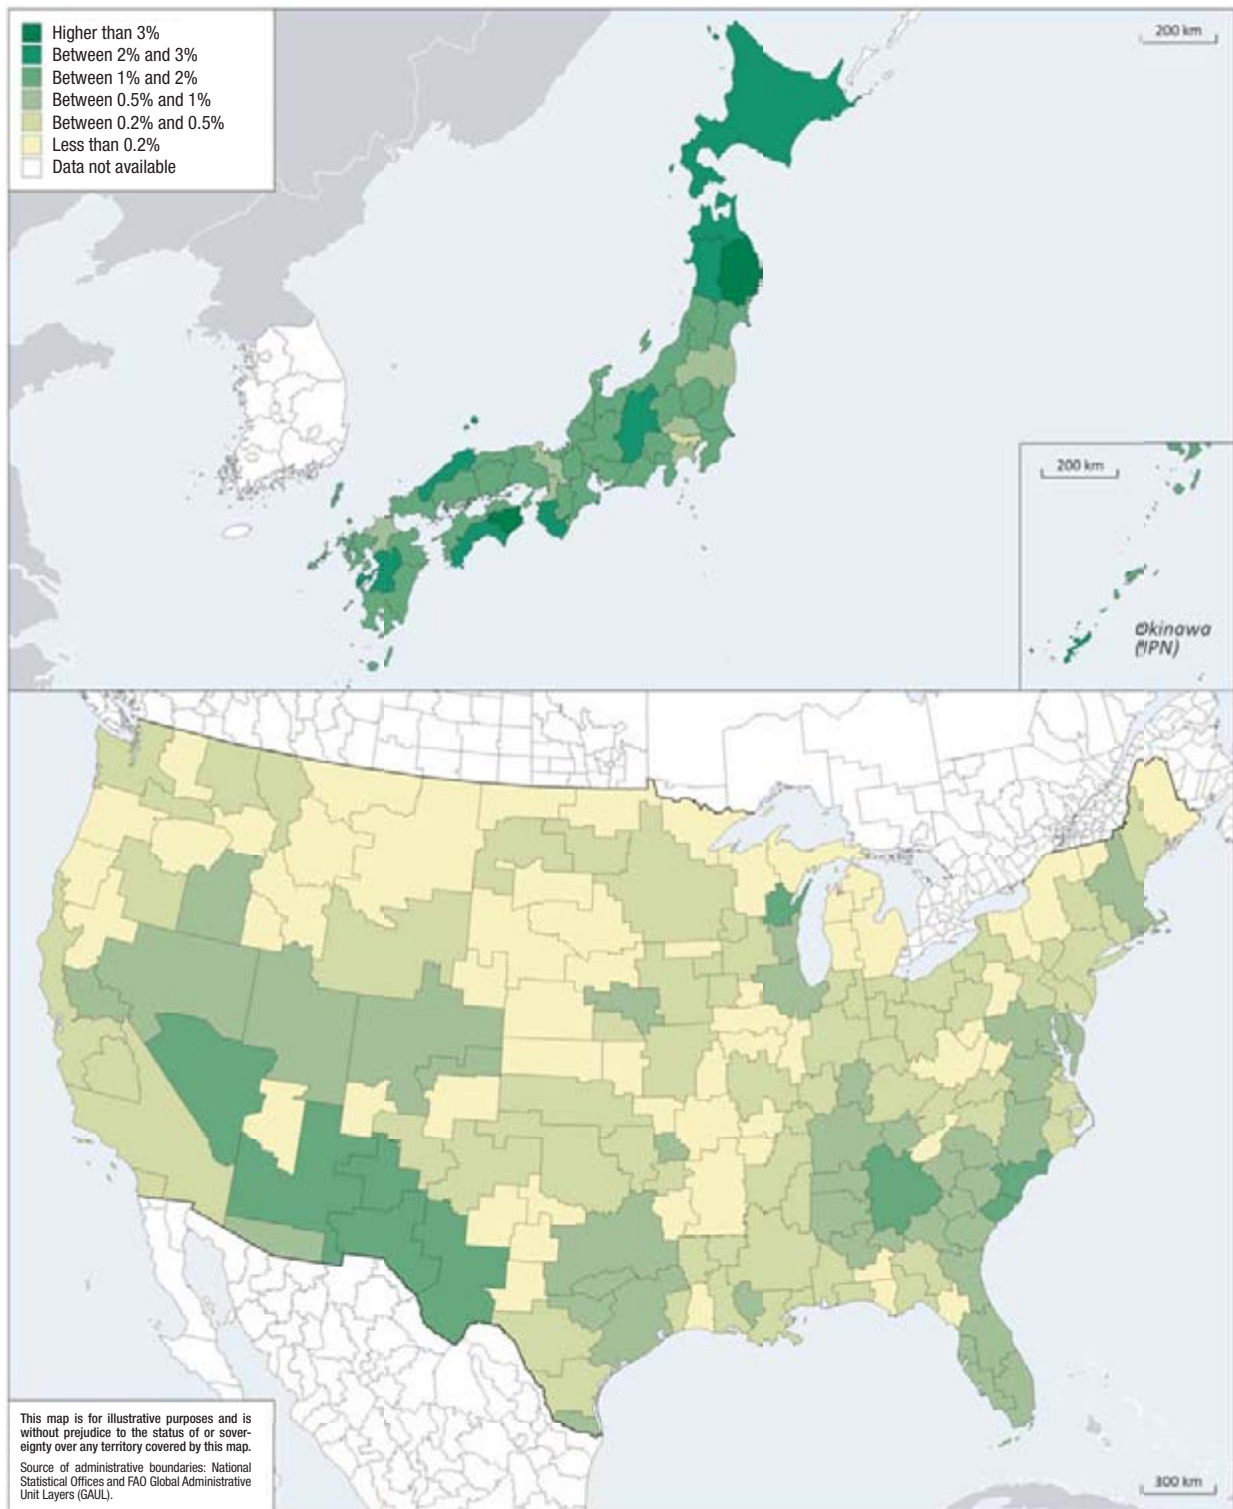 Higher than 3%
Between 2% and 3%
Between 1% and 2%
Between 0.5% and 1%
Between 0.2% and 0.5%
Less than 0.2%
Data not available
200 km
200 km
Okinawa
(JPN)
This map is for illustrative purposes and is
without prejudice to the status of or sover-
eignty over any territory covered by this map.
Source of administrative boundaries: National
Statistical Offices and FAO Global Administrative
Unit Layers (GAUL).
300 km